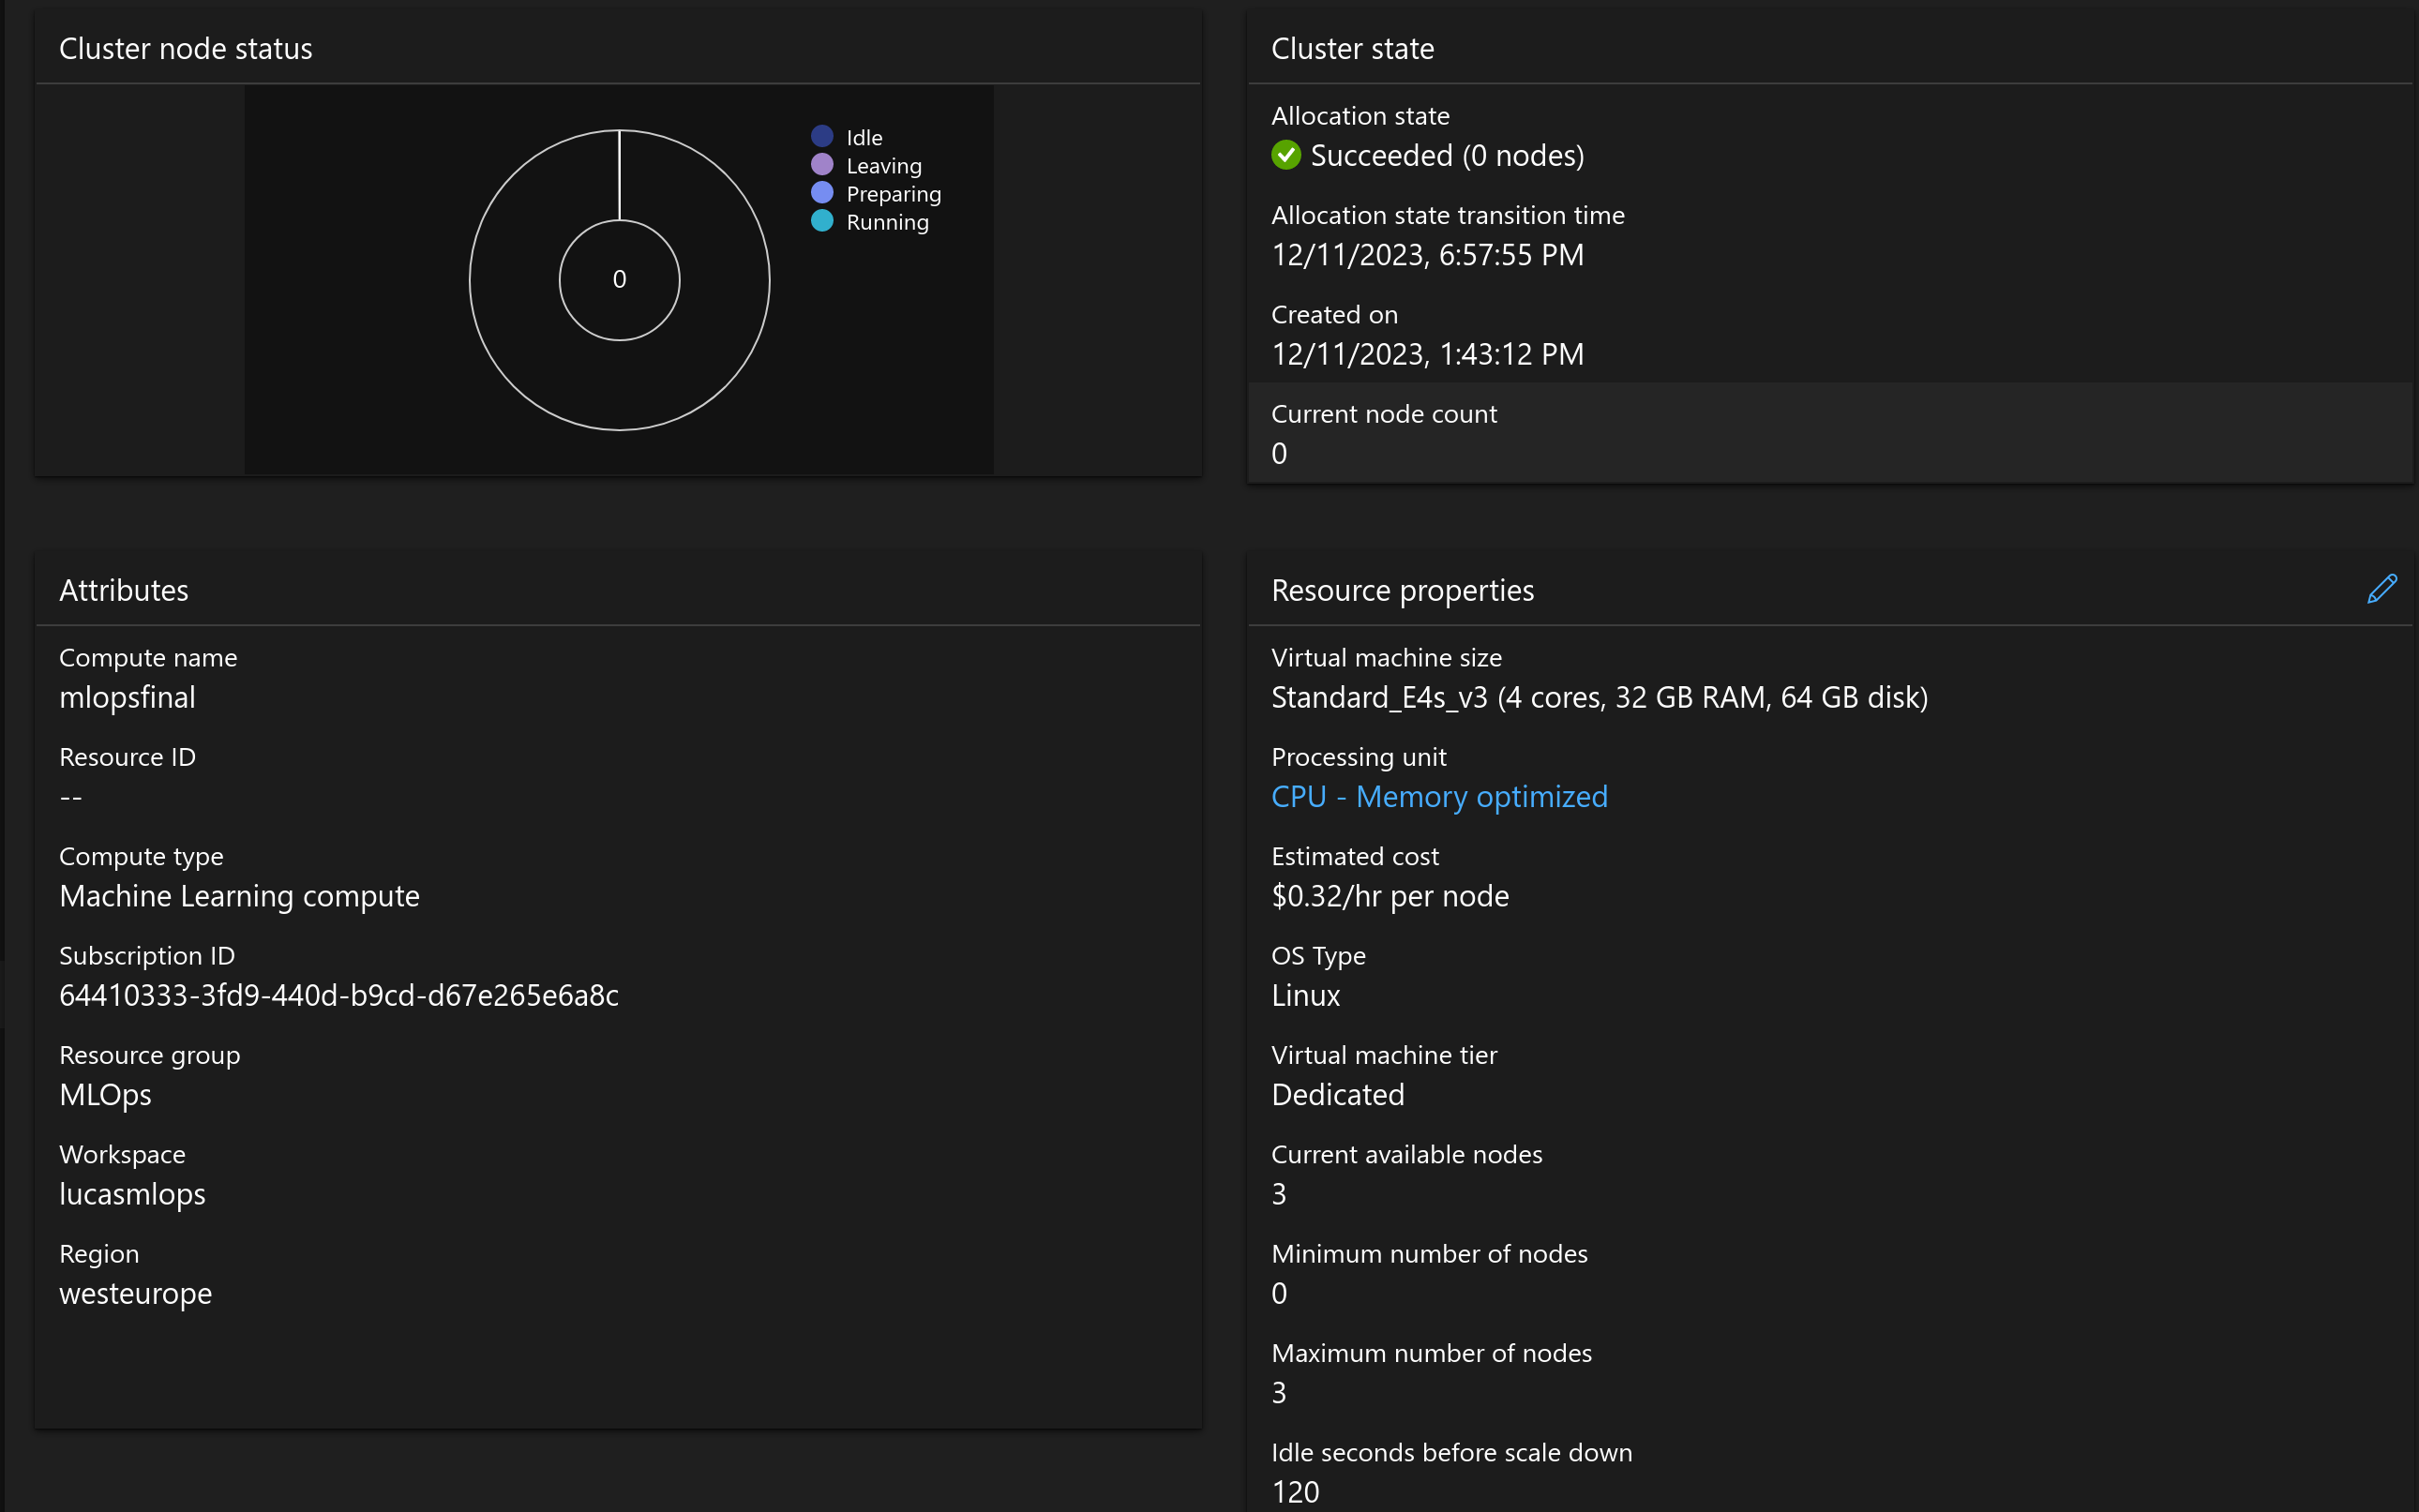 Cluster node status
0
Idle
Leaving
Preparing
Running
Cluster state
Allocation state
Succeeded (0 nodes)
Allocation state transition time
12/11/2023, 6:57:55 PM
Created on
12/11/2023, 1:43:12 PM
Current node count
0
Attributes
Compute name
mlopsfinal
Resource ID
--
Compute type
Machine Learning compute
Subscription ID
64410333-3fd9-440d-b9cd-d67e265e6a8c
Resource group
MLOps
Workspace
lucasmlops
Region
westeurope
Resource properties
Virtual machine size
Standard_E4s_v3 (4 cores, 32 GB RAM, 64 GB disk)
Processing unit
CPU - Memory optimized
Estimated cost
$0.32/hr per node
OS Type
Linux
Virtual machine tier
Dedicated
Current available nodes
3
Minimum number of nodes
0
Maximum number of nodes
3
Idle seconds before scale down
120